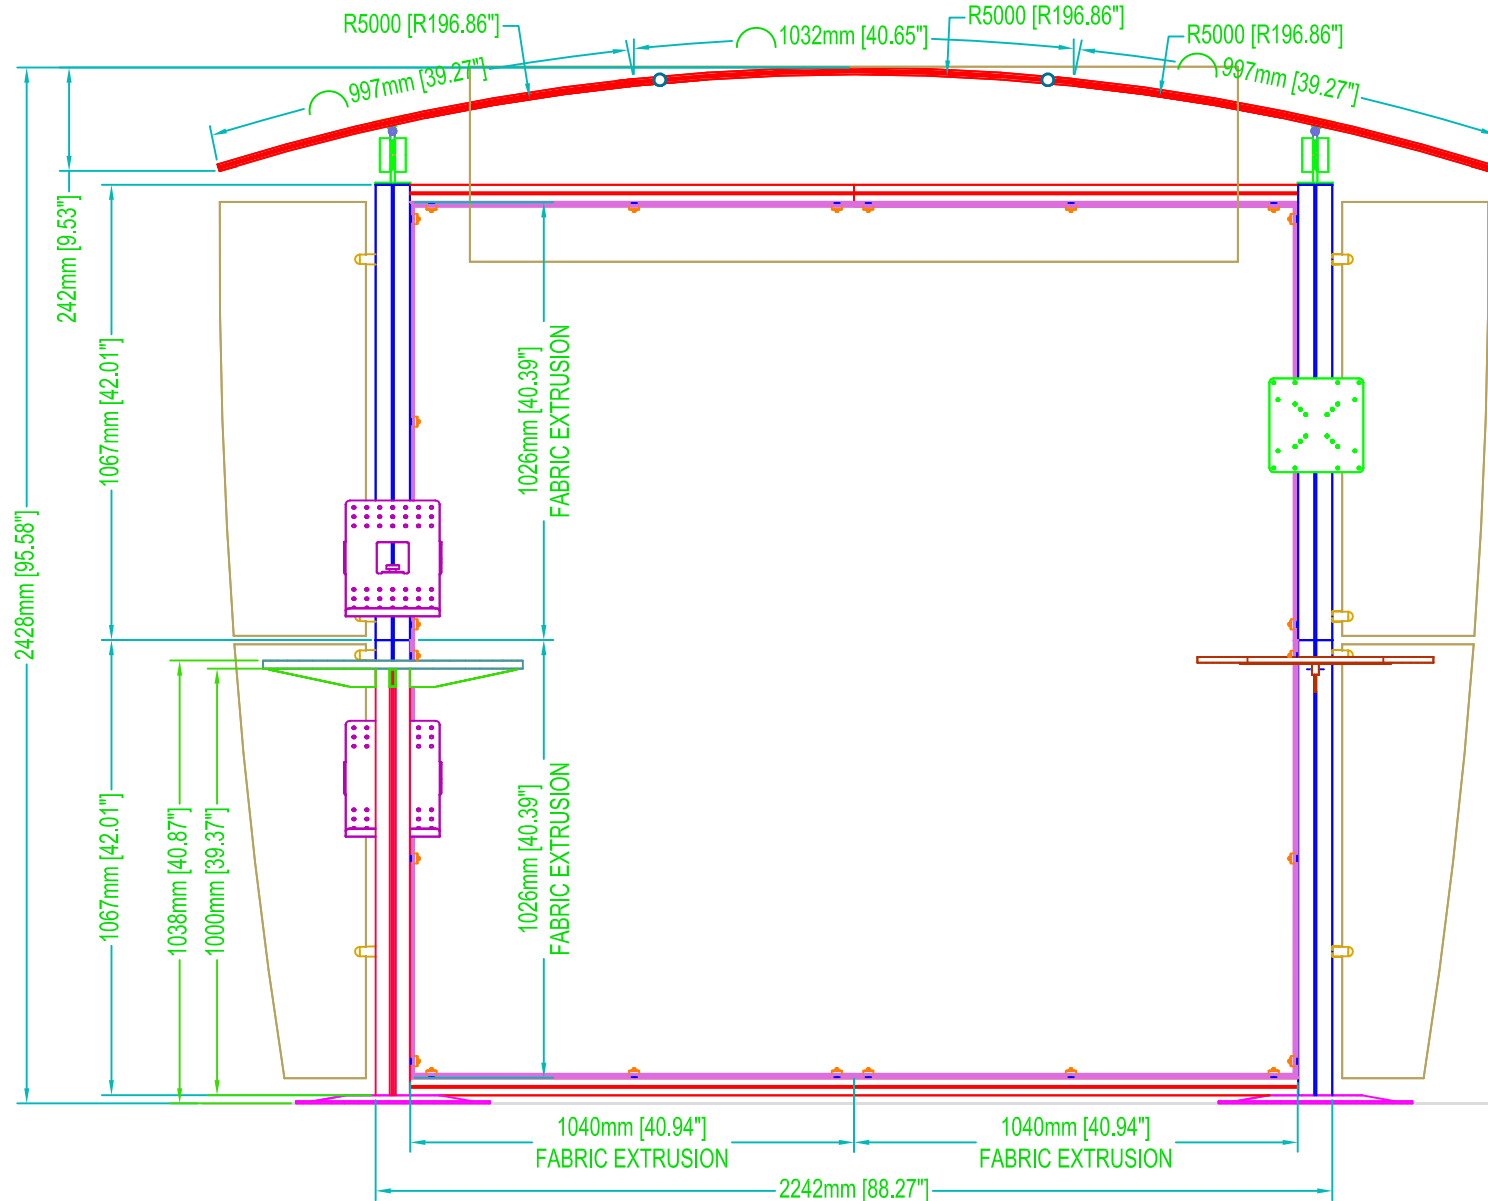 R5000 [R196.86"]
1032mm [40.65"]
R5000 [R196.86"]
R5000 [R196.86"]
997mm [39.27"]
997mm [39.27"]
242mm [9.53"]
1067mm [42.01"]
1026mm [40.39"]
FABRIC EXTRUSION
2428mm [95.58"]
1067mm [42.01"]
1038mm [40.87"]
1000mm [39.37"]
1026mm [40.39"]
FABRIC EXTRUSION
1040mm [40.94"]
FABRIC EXTRUSION
1040mm [40.94"]
FABRIC EXTRUSION
2242mm [88.27"]